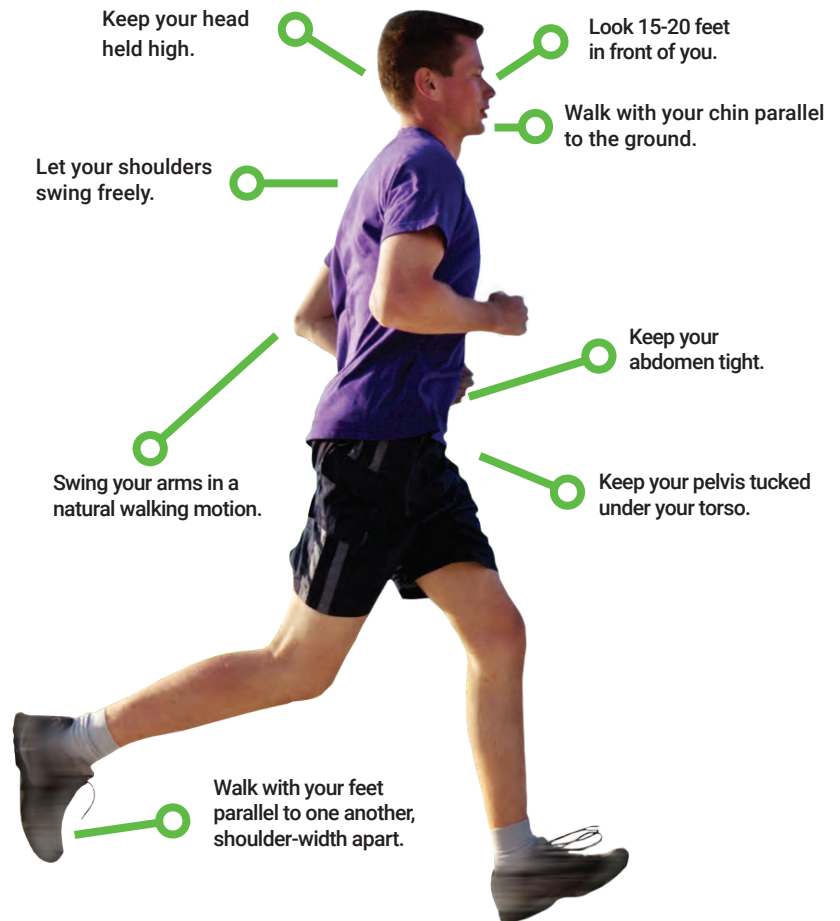 Keep your head
held high.
Look 15-20 feet
in front of you.
Walk with your chin parallel
to the ground.
Let your shoulders
swing freely.
Keep your
abdomen tight.
Swing your arms in a
natural walking motion.
Keep your pelvis tucked
under your torso.
Walk with your feet
parallel to one another,
shoulder-width apart.